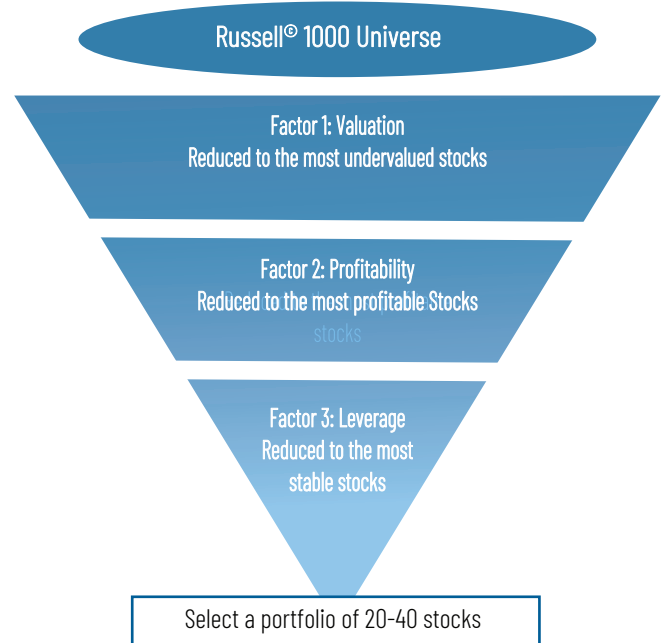 Russell© 1000 Universe
Factor 1: Valuation
Reduced to the most undervalued stocks
Factor 2: Profitability
Reduced to the most profitable Stocks
stocks
Factor 3: Leverage
Reduced to the most
stable stocks
Select a portfolio of 20-40 stocks